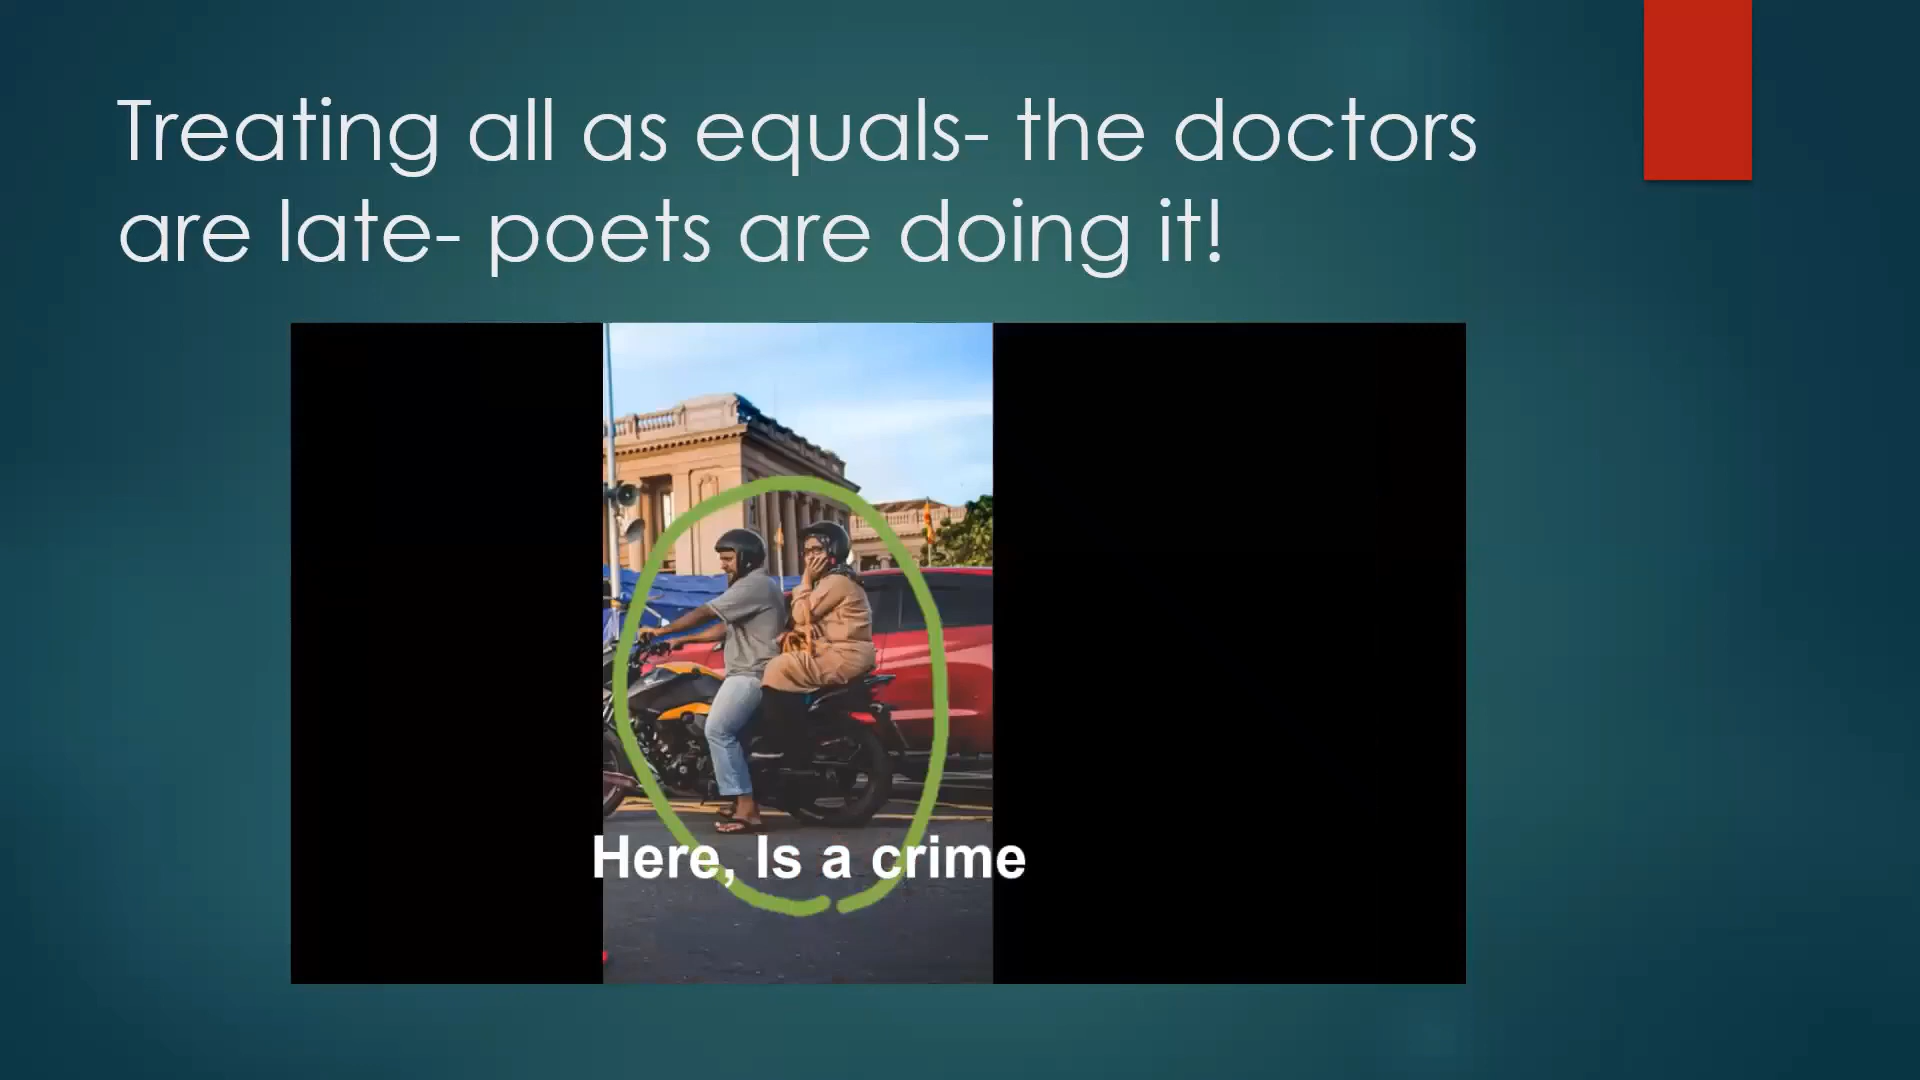 Treating all as equals- the doctors
are late- poets are doing it!
Here, Is a crime